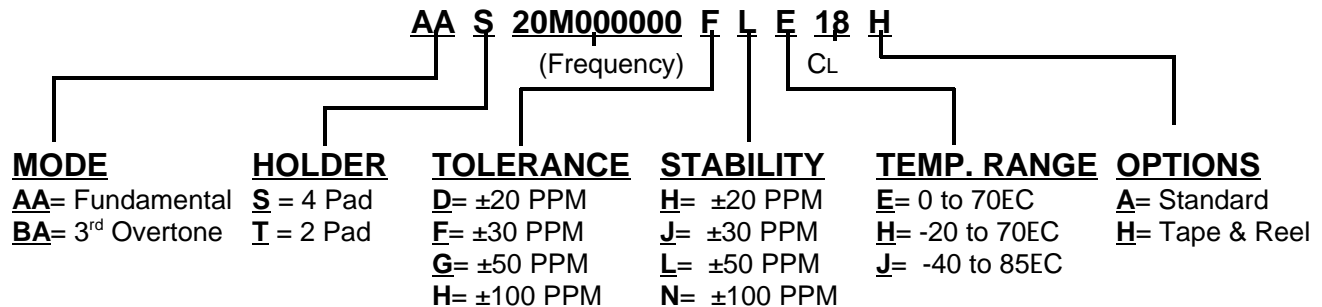 AA S 20M000000 F L E 18 H
(Frequency) CL
MODE HOLDER TOLERANCE STABILITY TEMP. RANGE OPTIONS
AA= Fundamental S = 4 Pad D= ±20 PPM H= ±20 PPM E= 0 to 70EC A= Standard
BA= 3rd Overtone T = 2 Pad F= ±30 PPM J= ±30 PPM H= -20 to 70EC H= Tape & Reel
G= ±50 PPM L= ±50 PPM J= -40 to 85EC
H= ±100 PPM N= ±100 PPM